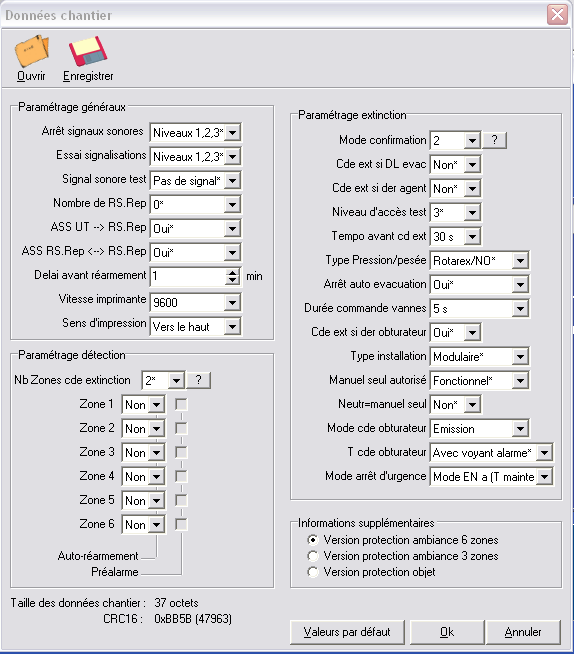 Données chantier
Ouvrir
Enregistrer
Paramétrage généraux
Arrêt signaux sonores Niveaux 1,2,3*
Essai signalisations Niveaux 1,2,3*
Signal sonore test Pas de signal*
Nombre de RS.Rep 0*
ASS UT --> RS.Rep Oui*
ASS RS.Rep <--> RS.Rep Oui*
Delai avant réarmement 1 min
Vitesse imprimante 9600
Sens d'impression Vers le haut
Paramétrage détection
Nb Zones cde extinction 2* ?
Zone 1 Non
Zone 2 Non
Zone 3 Non
Zone 4 Non
Zone 5 Non
Zone 6 Non
Auto-réarmement
Préalarme
Taille des données chantier : 37 octets
CRC16 : 0xBB5B (47963)
Paramétrage extinction
Mode confirmation 2 ?
Cde ext si DL evac Non*
Cde ext si der agent Non*
Niveau d'accès test 3*
Tempo avant cd ext 30 s
Type Pression/pesée Rotarex/NO*
Arrêt auto evacuation Oui*
Durée commande vannes 5 s
Cde ext si der obturateur Oui*
Type installation Modulaire*
Manuel seul autorisé Fonctionnel*
Neutr=manuel seul Non*
Mode cde obturateur Emission
T cde obturateur Avec voyant alarme*
Mode arrêt d'urgence Mode EN a (T mainte
Informations supplémentaires
Version protection ambiance 6 zones
Version protection ambiance 3 zones
Version protection objet
Valeurs par défaut
Ok
Annuler